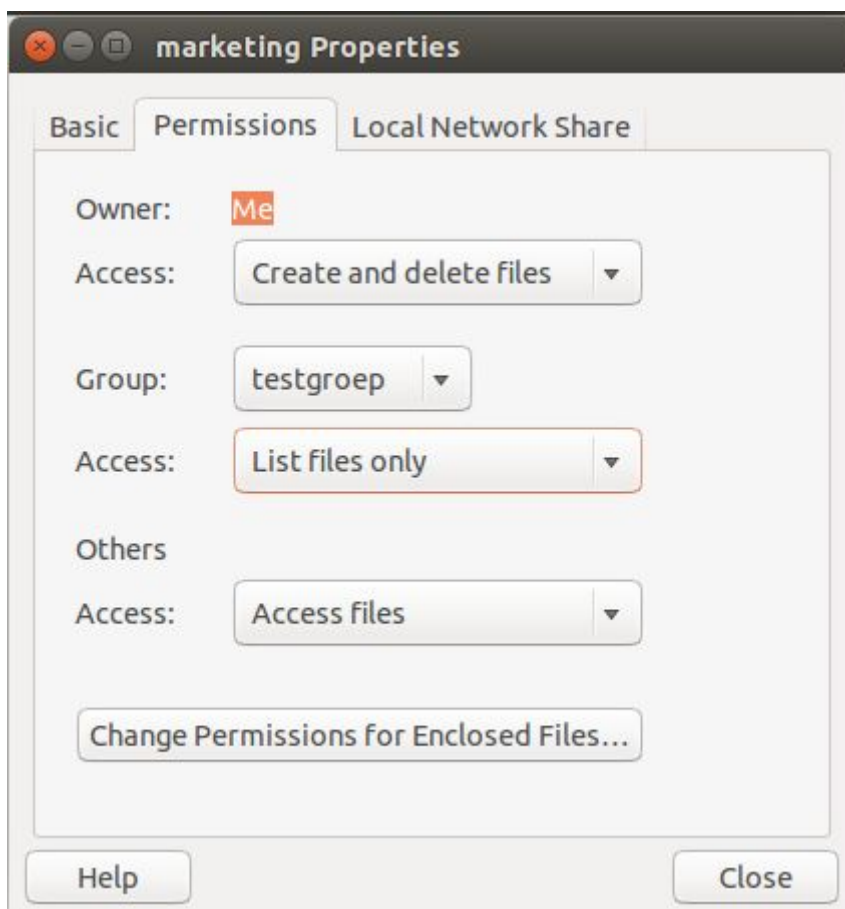 marketing Properties
Basic Permissions Local Network Share
Owner: Me
Access: Create and delete files
Group: testgroep
Access: List files only
Others
Access: Access files
Change Permissions for Enclosed Files...
Help Close